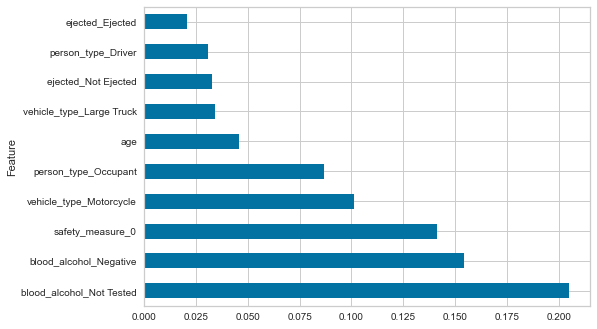 ejected_Ejected
person_type_Driver
ejected_Not Ejected
vehicle_type_Large Truck
age
person_type_Occupant
vehicle_type_Motorcycle
safety_measure_0
blood_alcohol_Negative
blood_alcohol_Not Tested
Feature
0.000 0.025 0.050 0.075 0.100 0.125 0.150 0.175 0.200